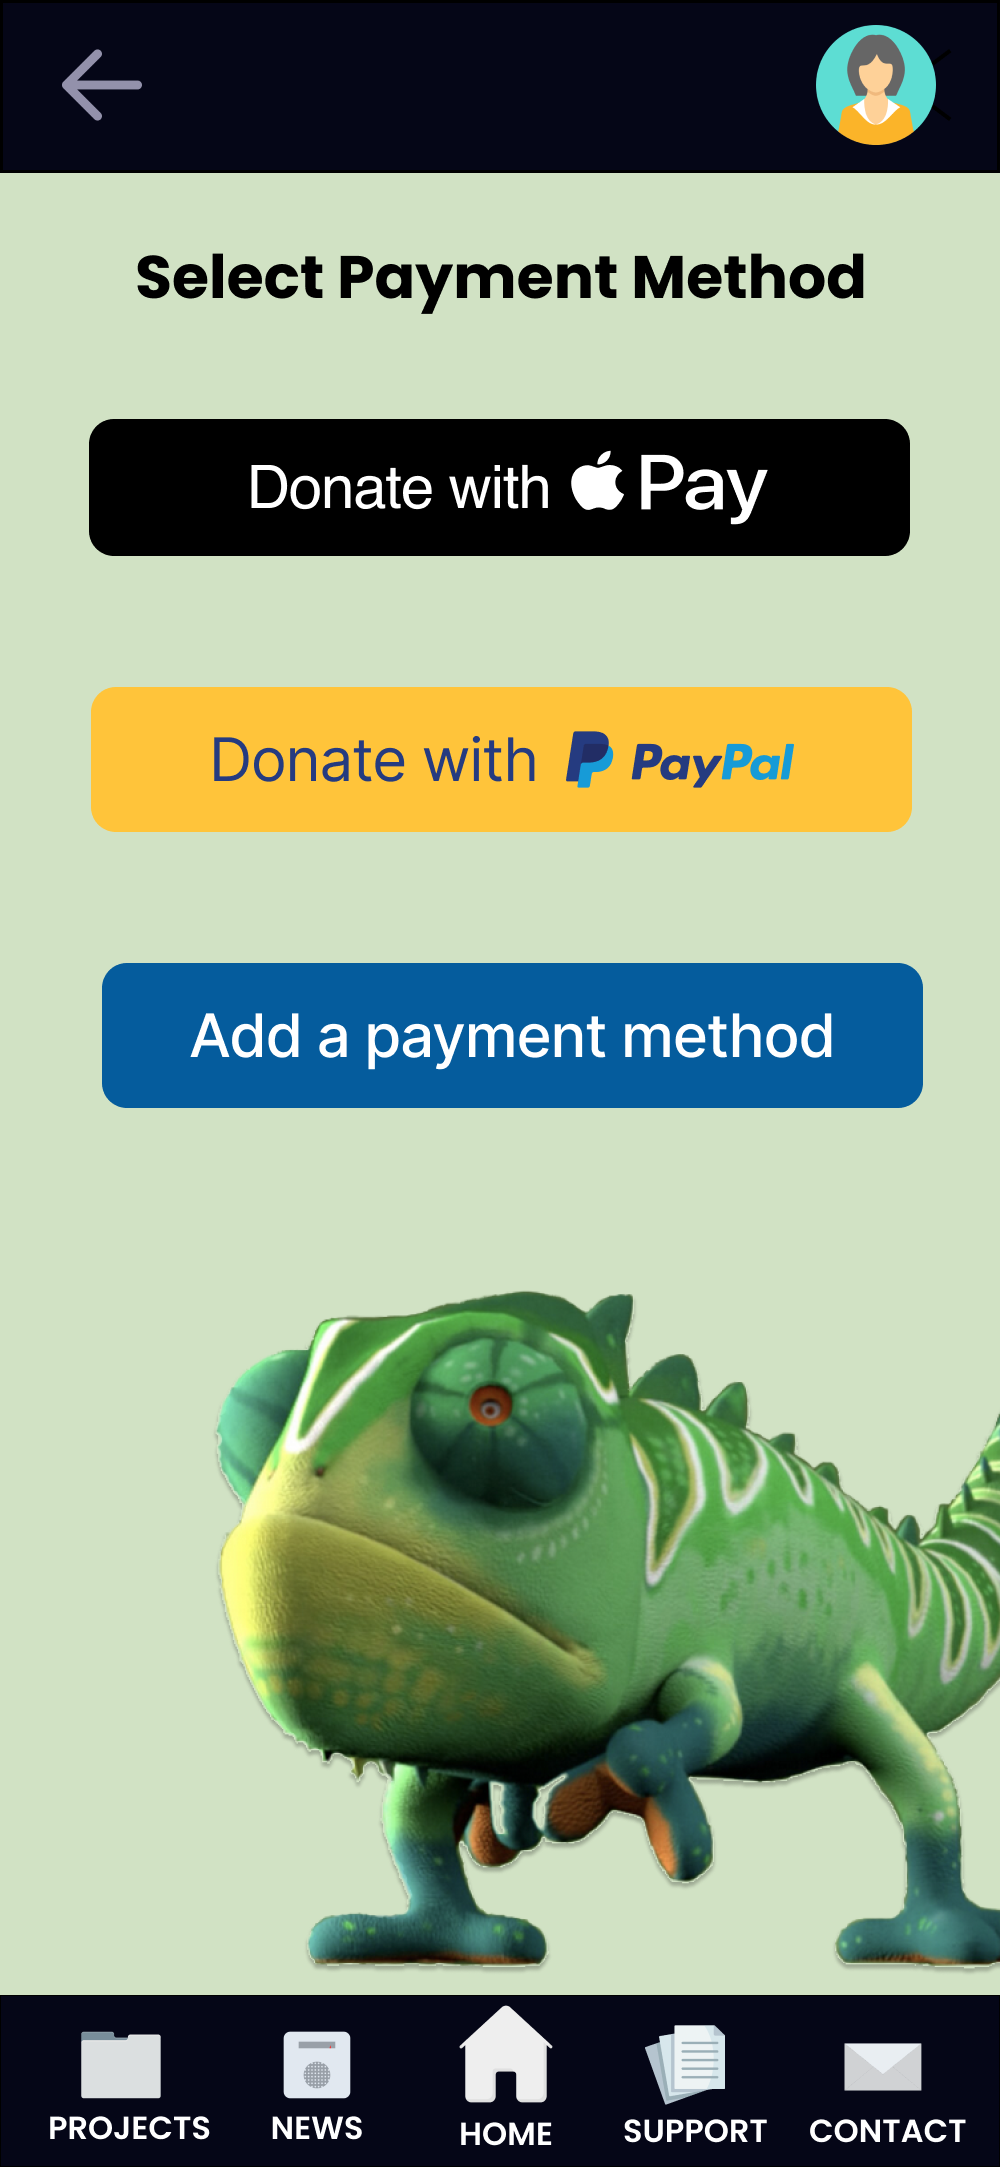 Select Payment Method
Donate with Pay
Donate with PayPal
Add a payment method
PROJECTS NEWS HOME SUPPORT CONTACT